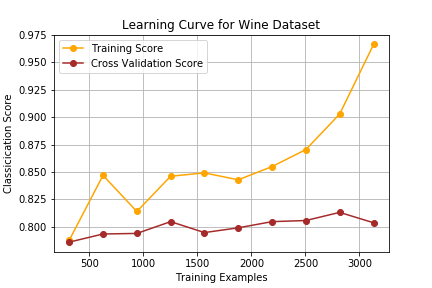 Learning Curve for Wine Dataset
Training Score
Cross Validation Score
0.975
0.950
0.925
0.900
0.875
0.850
0.825
0.800
Classicication Score
500 1000 1500 2000 2500 3000
Training Examples